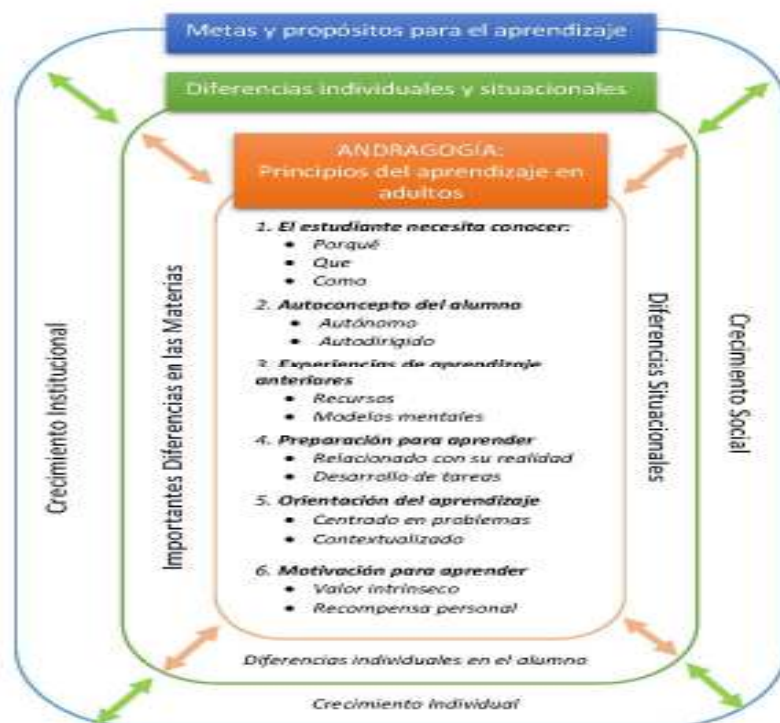 Metas y propósitos para el aprendizaje
Diferencias individuales y situacionales
ANDRAGOGÍA:
Principios del aprendizaje en
adultos
1. El estudiante necesita conocer:
• Porqué
• Que
• Como
2. Autoconcepto del alumno
• Autónomo
• Autodirigido
3. Experiencias de aprendizaje
anteriores
• Recursos
• Modelos mentales
4. Preparación para aprender
• Relacionado con su realidad
• Desarrollo de tareas
5. Orientación del aprendizaje
• Centrado en problemas
• Contextualizado
6. Motivación para aprender
• Valor intrínseco
• Recompensa personal
Crecimiento Institucional
Importantes Diferencias en las Materias
Diferencias Situacionales
Crecimiento Social
Diferencias individuales en el alumno
Crecimiento Individual